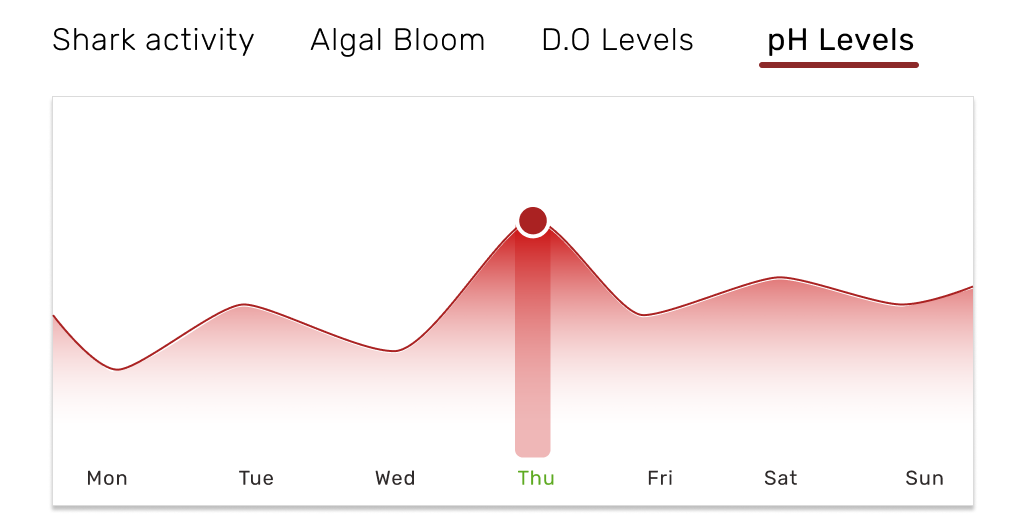 Shark activity Algal Bloom D.O Levels pH Levels
Mon Tue Wed Thu Fri Sat Sun